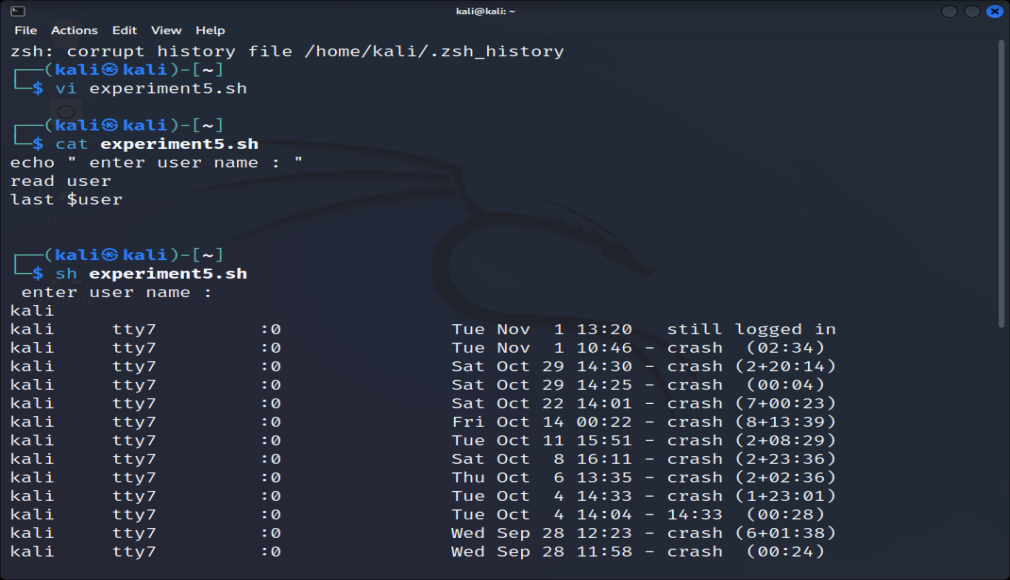 kali@kali: ~
File Actions Edit View Help
zsh: corrupt history file /home/kali/.zsh_history
┌──(kali㉿kali)-[~]
└─$ vi experiment5.sh
┌──(kali㉿kali)-[~]
└─$ cat experiment5.sh
echo " enter user name : "
read user
last $user
Home
┌──(kali㉿kali)-[~]
└─$ sh experiment5.sh
 enter user name :
kali
kali     tty7         :0               Tue Nov  1 13:20   still logged in
kali     tty7         :0               Tue Nov  1 10:46 - crash  (02:34)
kali     tty7         :0               Sat Oct 29 14:30 - crash (2+20:14)
kali     tty7         :0               Sat Oct 29 14:25 - crash  (00:04)
kali     tty7         :0               Sat Oct 22 14:01 - crash (7+00:23)
kali     tty7         :0               Fri Oct 14 00:22 - crash (8+13:39)
kali     tty7         :0               Tue Oct 11 15:51 - crash (2+08:29)
kali     tty7         :0               Sat Oct  8 16:11 - crash (2+23:36)
kali     tty7         :0               Thu Oct  6 13:35 - crash (2+02:36)
kali     tty7         :0               Tue Oct  4 14:33 - crash (1+23:01)
kali     tty7         :0               Tue Oct  4 14:04 - 14:33  (00:28)
kali     tty7         :0               Wed Sep 28 12:23 - crash (6+01:38)
kali     tty7         :0               Wed Sep 28 11:58 - crash  (00:24)